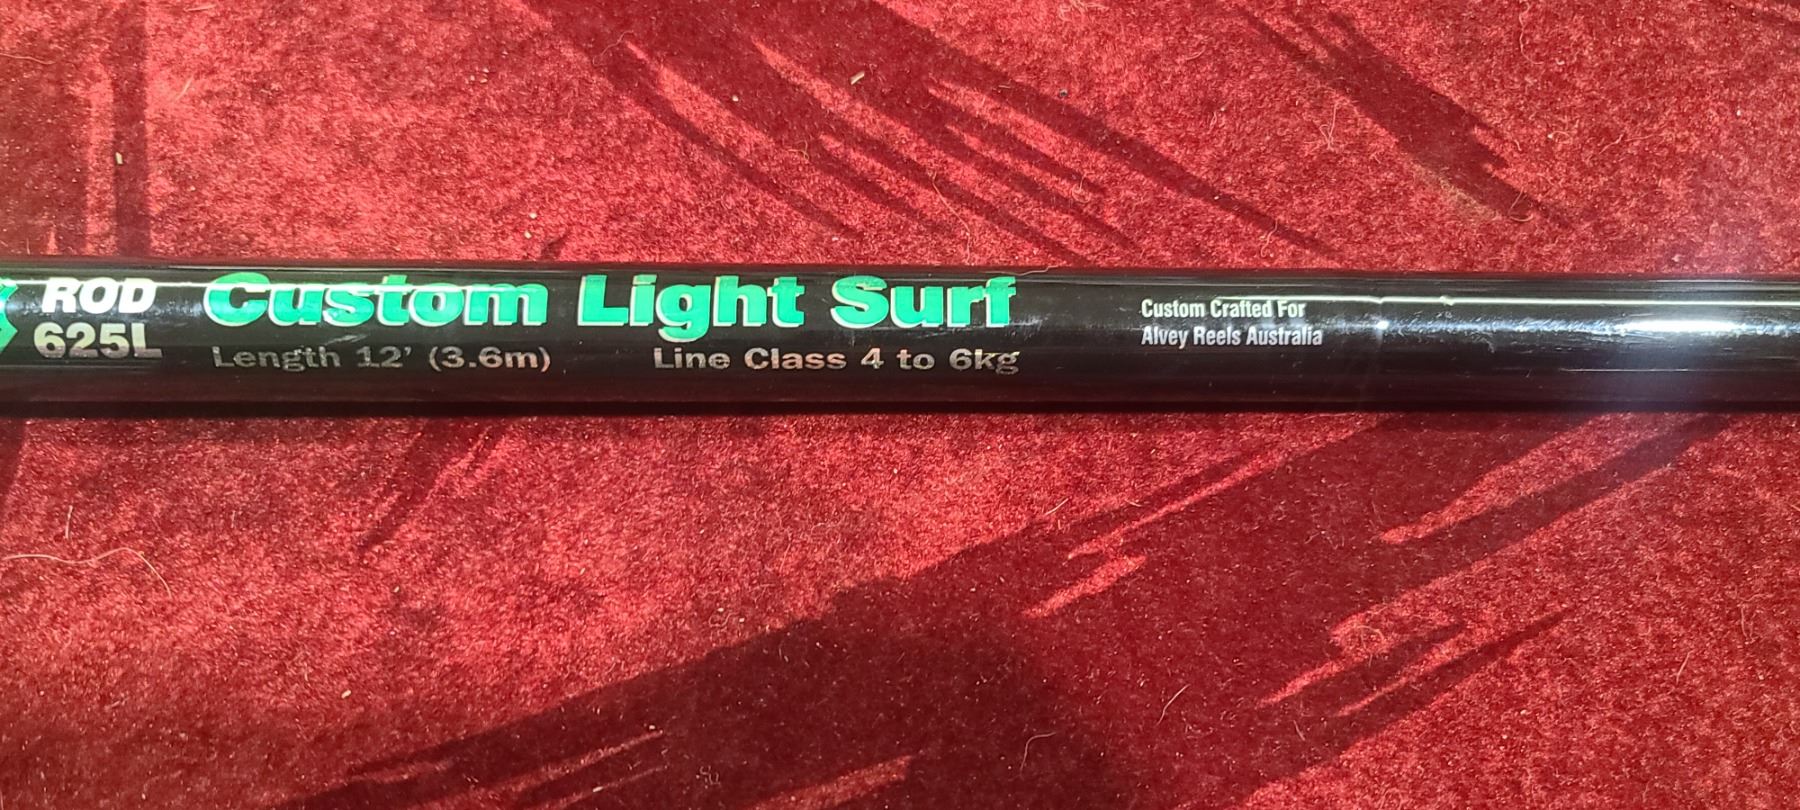 ROD
625L
Custom Light Surf
Length 12' (3.6m) Line Class 4 to 6kg
Custom Crafted For
Alvey Reels Australia